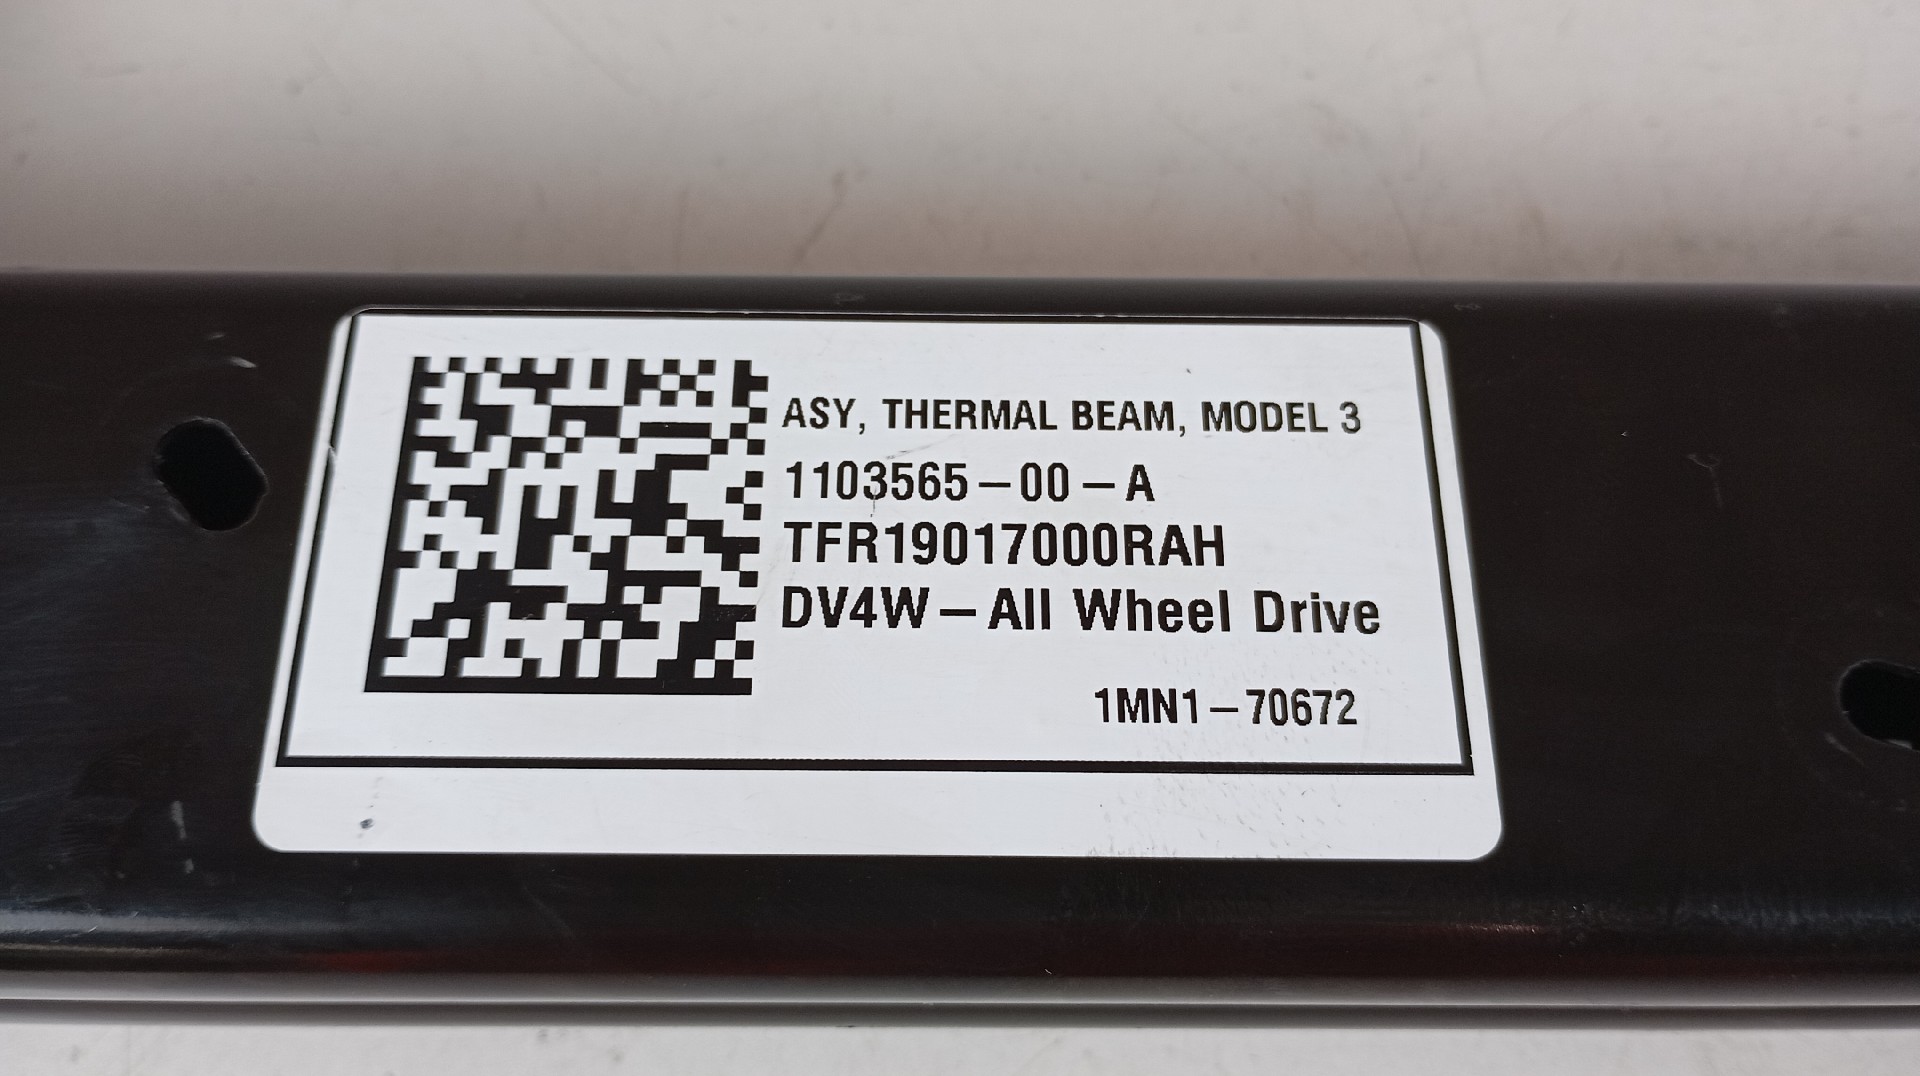 ASY, THERMAL BEAM, MODEL 3
1103565-00-A
TFR19017000RAH
DV4W-All Wheel Drive
1MN1-70672